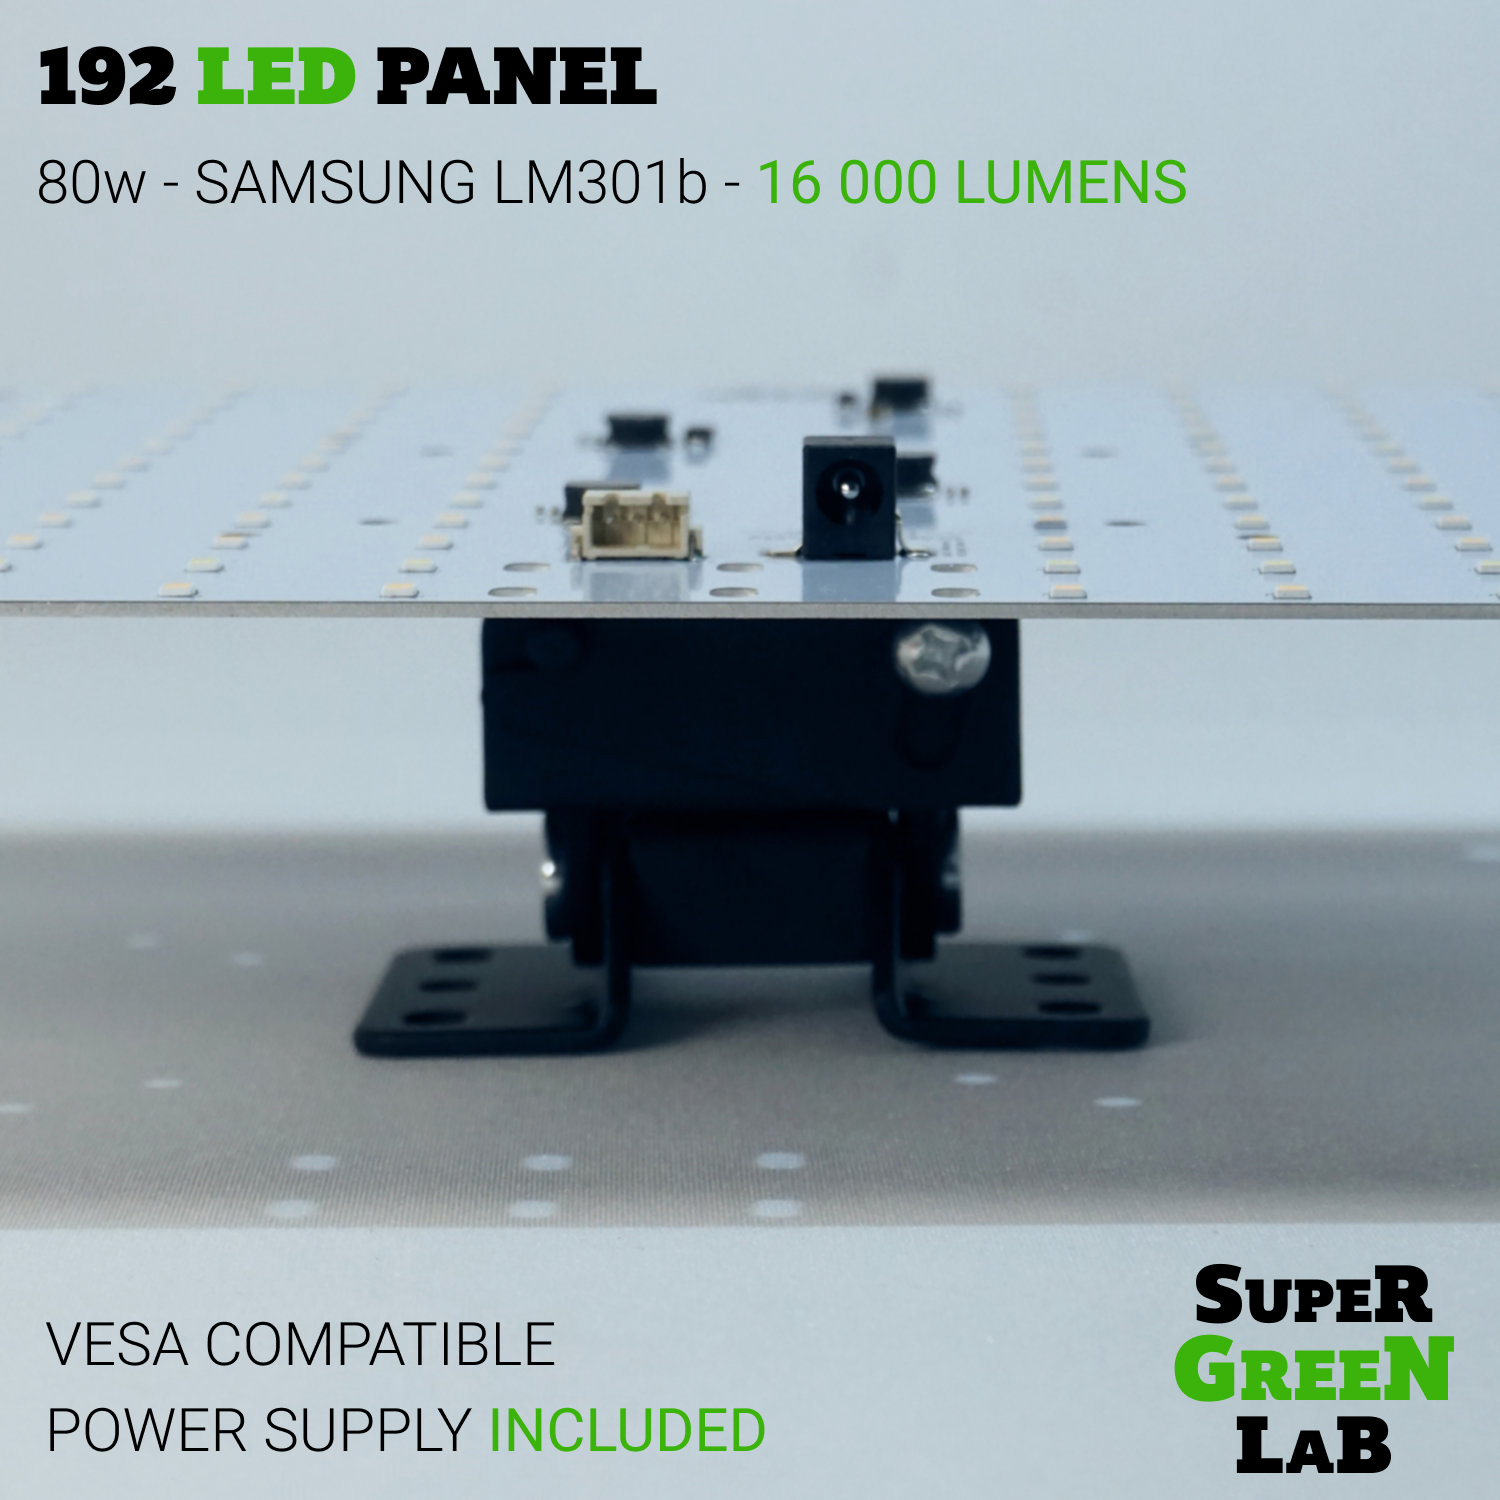 192 LED PANEL
80w - SAMSUNG LM301b - 16 000 LUMENS
VESA COMPATIBLE
POWER SUPPLY INCLUDED
SUPER
GREEN
LAB